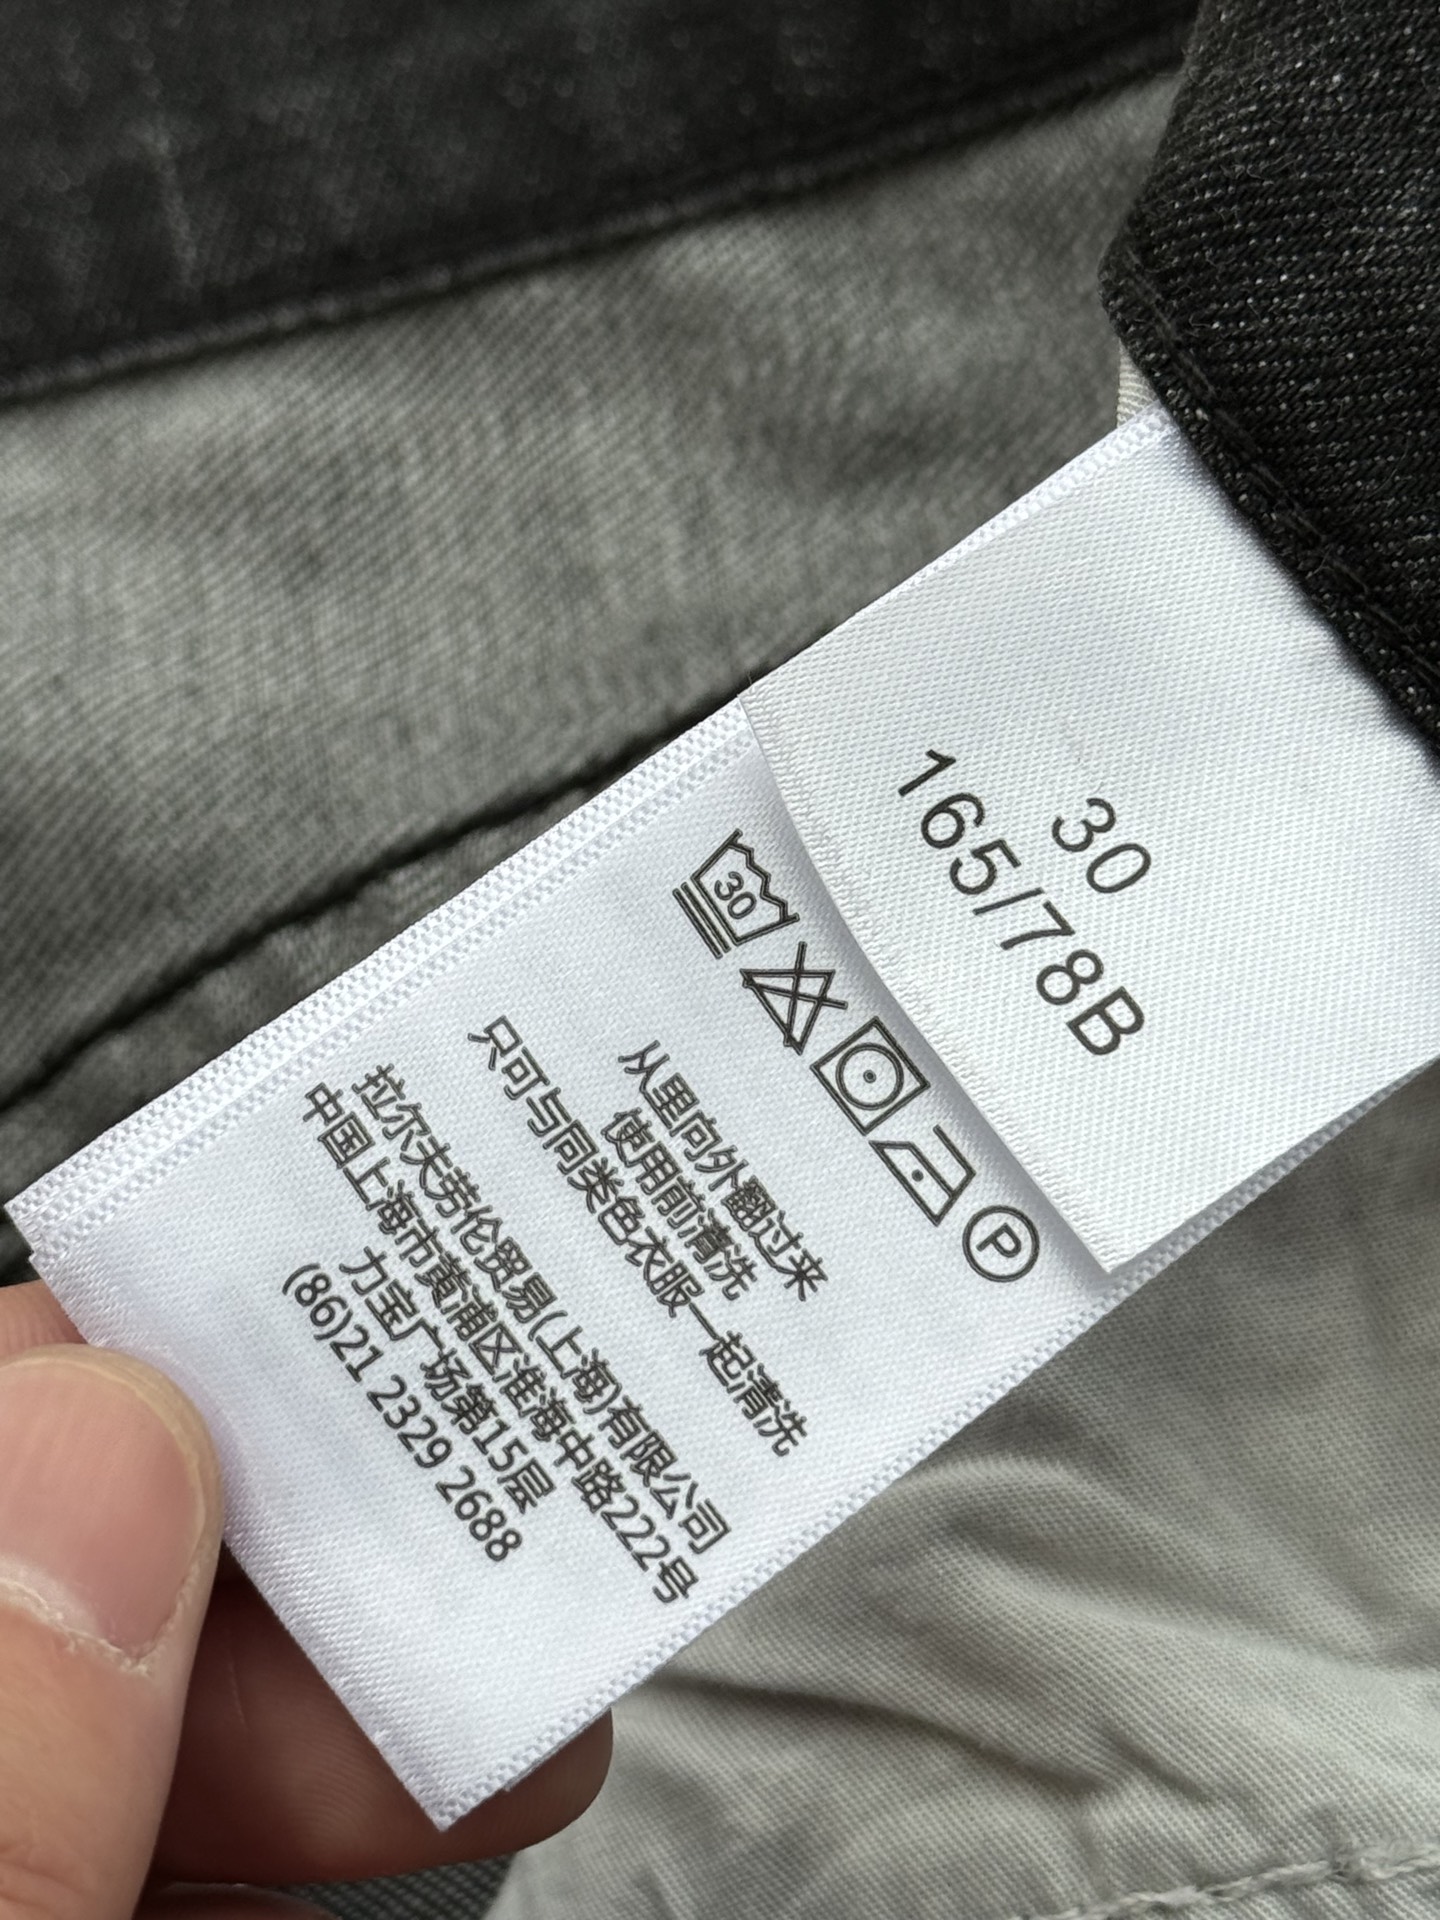 30
165/78B
30
P
从里向外翻过来
使用前清洗
只可与同类色衣服一起清洗
拉尔夫劳伦贸易(上海)有限公司
中国上海市黄浦区淮海中路222号
力宝广场第15层
(86)21 2329 2688